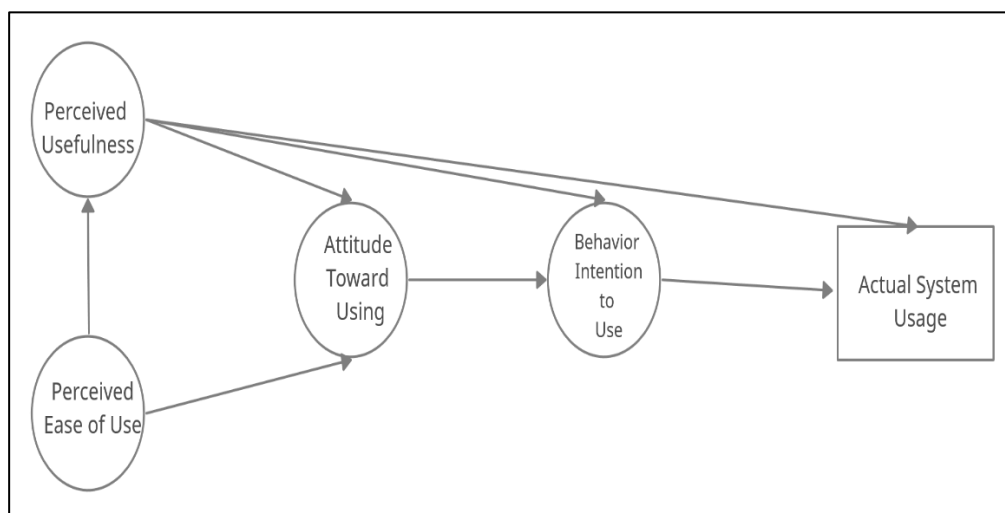 Perceived
Usefulness
Attitude
Toward
Using
Behavior
Intention
to
Use
Actual System
Usage
Perceived
Ease of Use